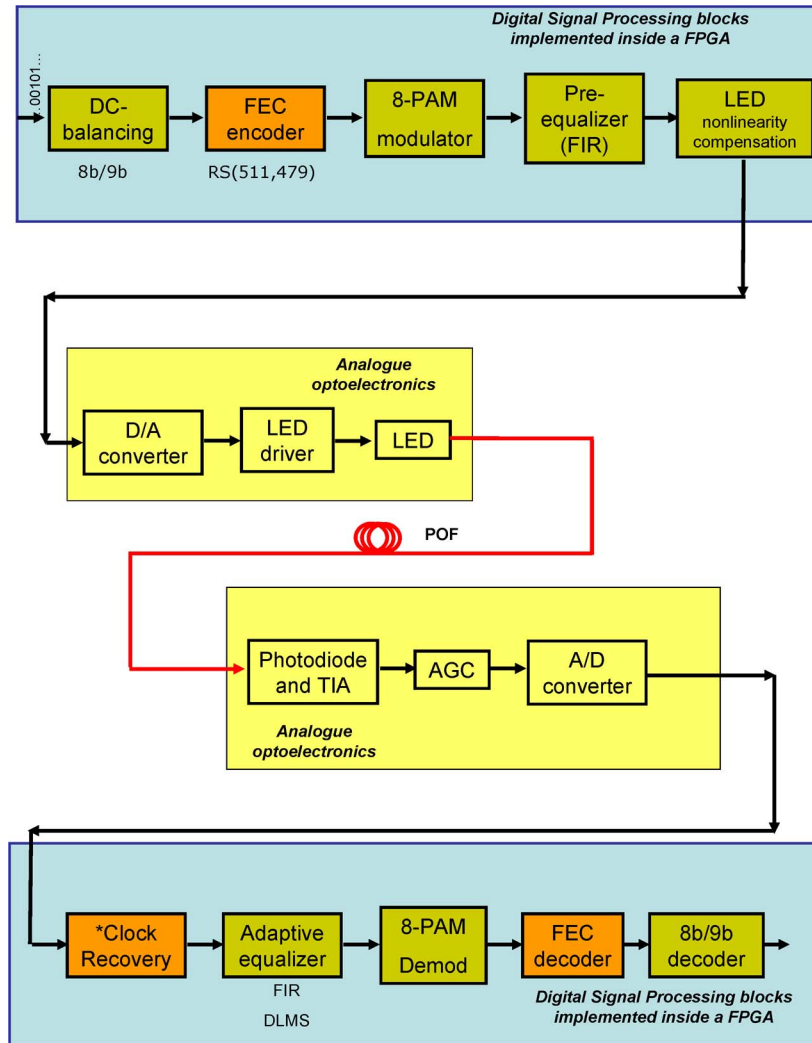 Digital Signal Processing blocks
implemented inside a FPGA
..00101...
DC-
balancing
8b/9b
FEC
encoder
RS(511,479)
8-PAM
modulator
Pre-
equalizer
(FIR)
LED
nonlinearity
compensation
Analogue
optoelectronics
D/A
converter
LED
driver
LED
POF
Photodiode
and TIA
AGC
A/D
converter
Analogue
optoelectronics
*Clock
Recovery
Adaptive
equalizer
FIR
DLMS
8-PAM
Demod
FEC
decoder
8b/9b
decoder
Digital Signal Processing blocks
implemented inside a FPGA